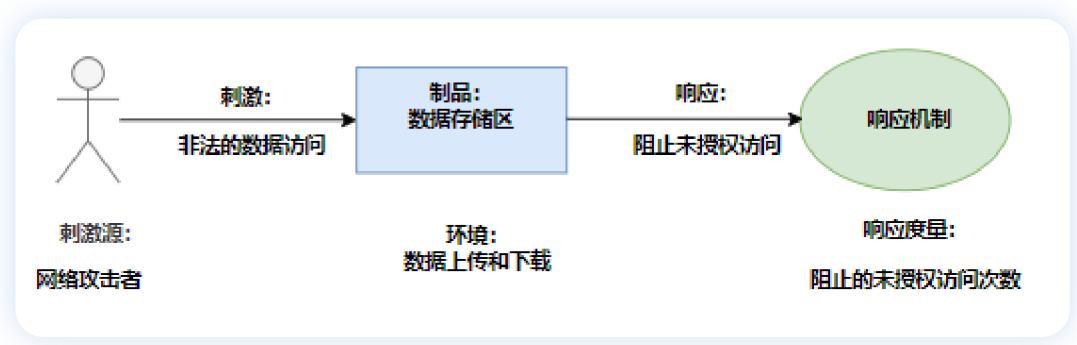 刺激:
非法的数据访问
制品:
数据存储区
响应:
阻止未授权访问
响应机制
刺激源:
网络攻击者
环境:
数据上传和下载
响应度量:
阻止的未授权访问次数